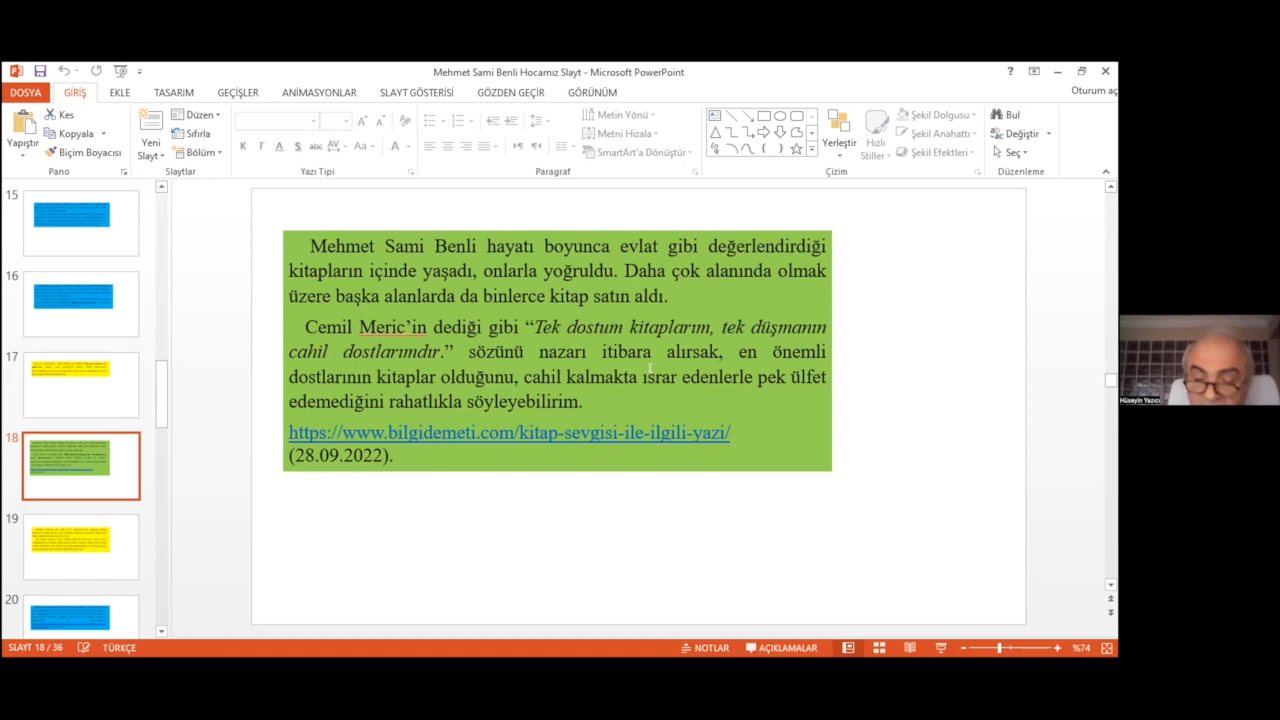 Mehmet Sami Benli Hocamız Slayt - Microsoft PowerPoint
?
Oturum aç
DOSYA GİRİŞ EKLE TASARIM GEÇİŞLER ANİMASYONLAR SLAYT GÖSTERİSİ GÖZDEN GEÇİR GÖRÜNÜM
Yapıştır
Kes
Kopyala
Biçim Boyacısı
Pano
Yeni
Slayt
Düzen
Sıfırla
Bölüm
Slaytlar
K T A S abc AV Aa A
Yazı Tipi
Metin Yönü
Metni Hizala
SmartArt'a Dönüştür
Paragraf
Yerleştir
Hızlı
Stiller
Şekil Dolgusu
Şekil Anahattı
Şekil Efektleri
Çizim
Bul
Değiştir
Seç
Düzenleme
15
16
17
18
19
20
Mehmet Sami Benli hayatı boyunca evlat gibi değerlendirdiği
kitapların içinde yaşadı, onlarla yoğruldu. Daha çok alanında olmak
üzere başka alanlarda da binlerce kitap satın aldı.
Cemil Meric’in dediği gibi “Tek dostum kitaplarım, tek düşmanın
cahil dostlarımdır.” sözünü nazarı itibara alırsak, en önemli
dostlarının kitaplar olduğunu, cahil kalmakta ısrar edenlerle pek ülfet
edemediğini rahatlıkla söyleyebilirim.
https://www.bilgidemeti.com/kitap-sevgisi-ile-ilgili-yazi/
(28.09.2022).
Hüseyin Yazıcı
SLAYT 18 / 36 TÜRKÇE NOTLAR AÇIKLAMALAR %74